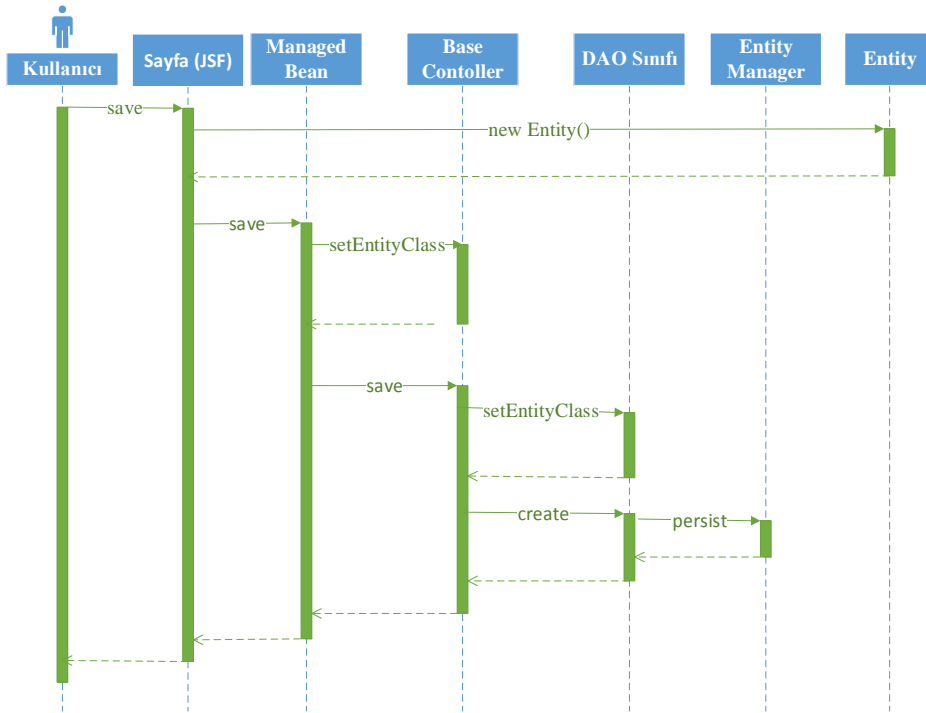 Kullanıcı
Sayfa (JSF)
Managed
Bean
Base
Contoller
DAO Sınıfı
Entity
Manager
Entity
save
new Entity()
save
setEntityClass
save
setEntityClass
create
persist